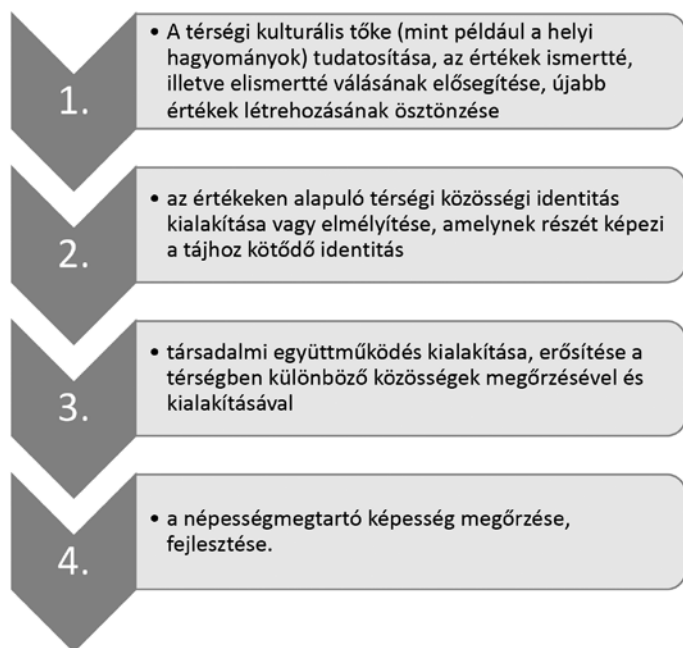 1.
• A térségi kulturális tőke (mint például a helyi
hagyományok) tudatosítása, az értékek ismertté,
illetve elismertté válásának elősegítése, újabb
értékek létrehozásának ösztönzése
2.
• az értékeken alapuló térségi közösségi identitás
kialakítása vagy elmélyítése, amelynek részét képezi
a tájhoz kötődő identitás
3.
• társadalmi együttműködés kialakítása, erősítése a
térségben különböző közösségek megőrzésével és
kialakításával
4.
• a népességmegtartó képesség megőrzése,
fejlesztése.